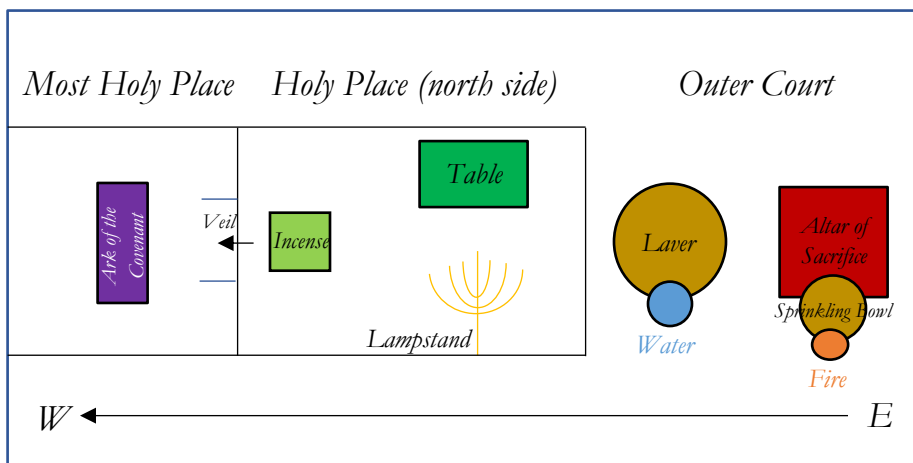 Most Holy Place
Holy Place (north side)
Outer Court
Ark of the
Covenant
Veil
Incense
Table
Lampstand
Laver
Water
Altar of
Sacrifice
Sprinkling Bowl
Fire
W
E